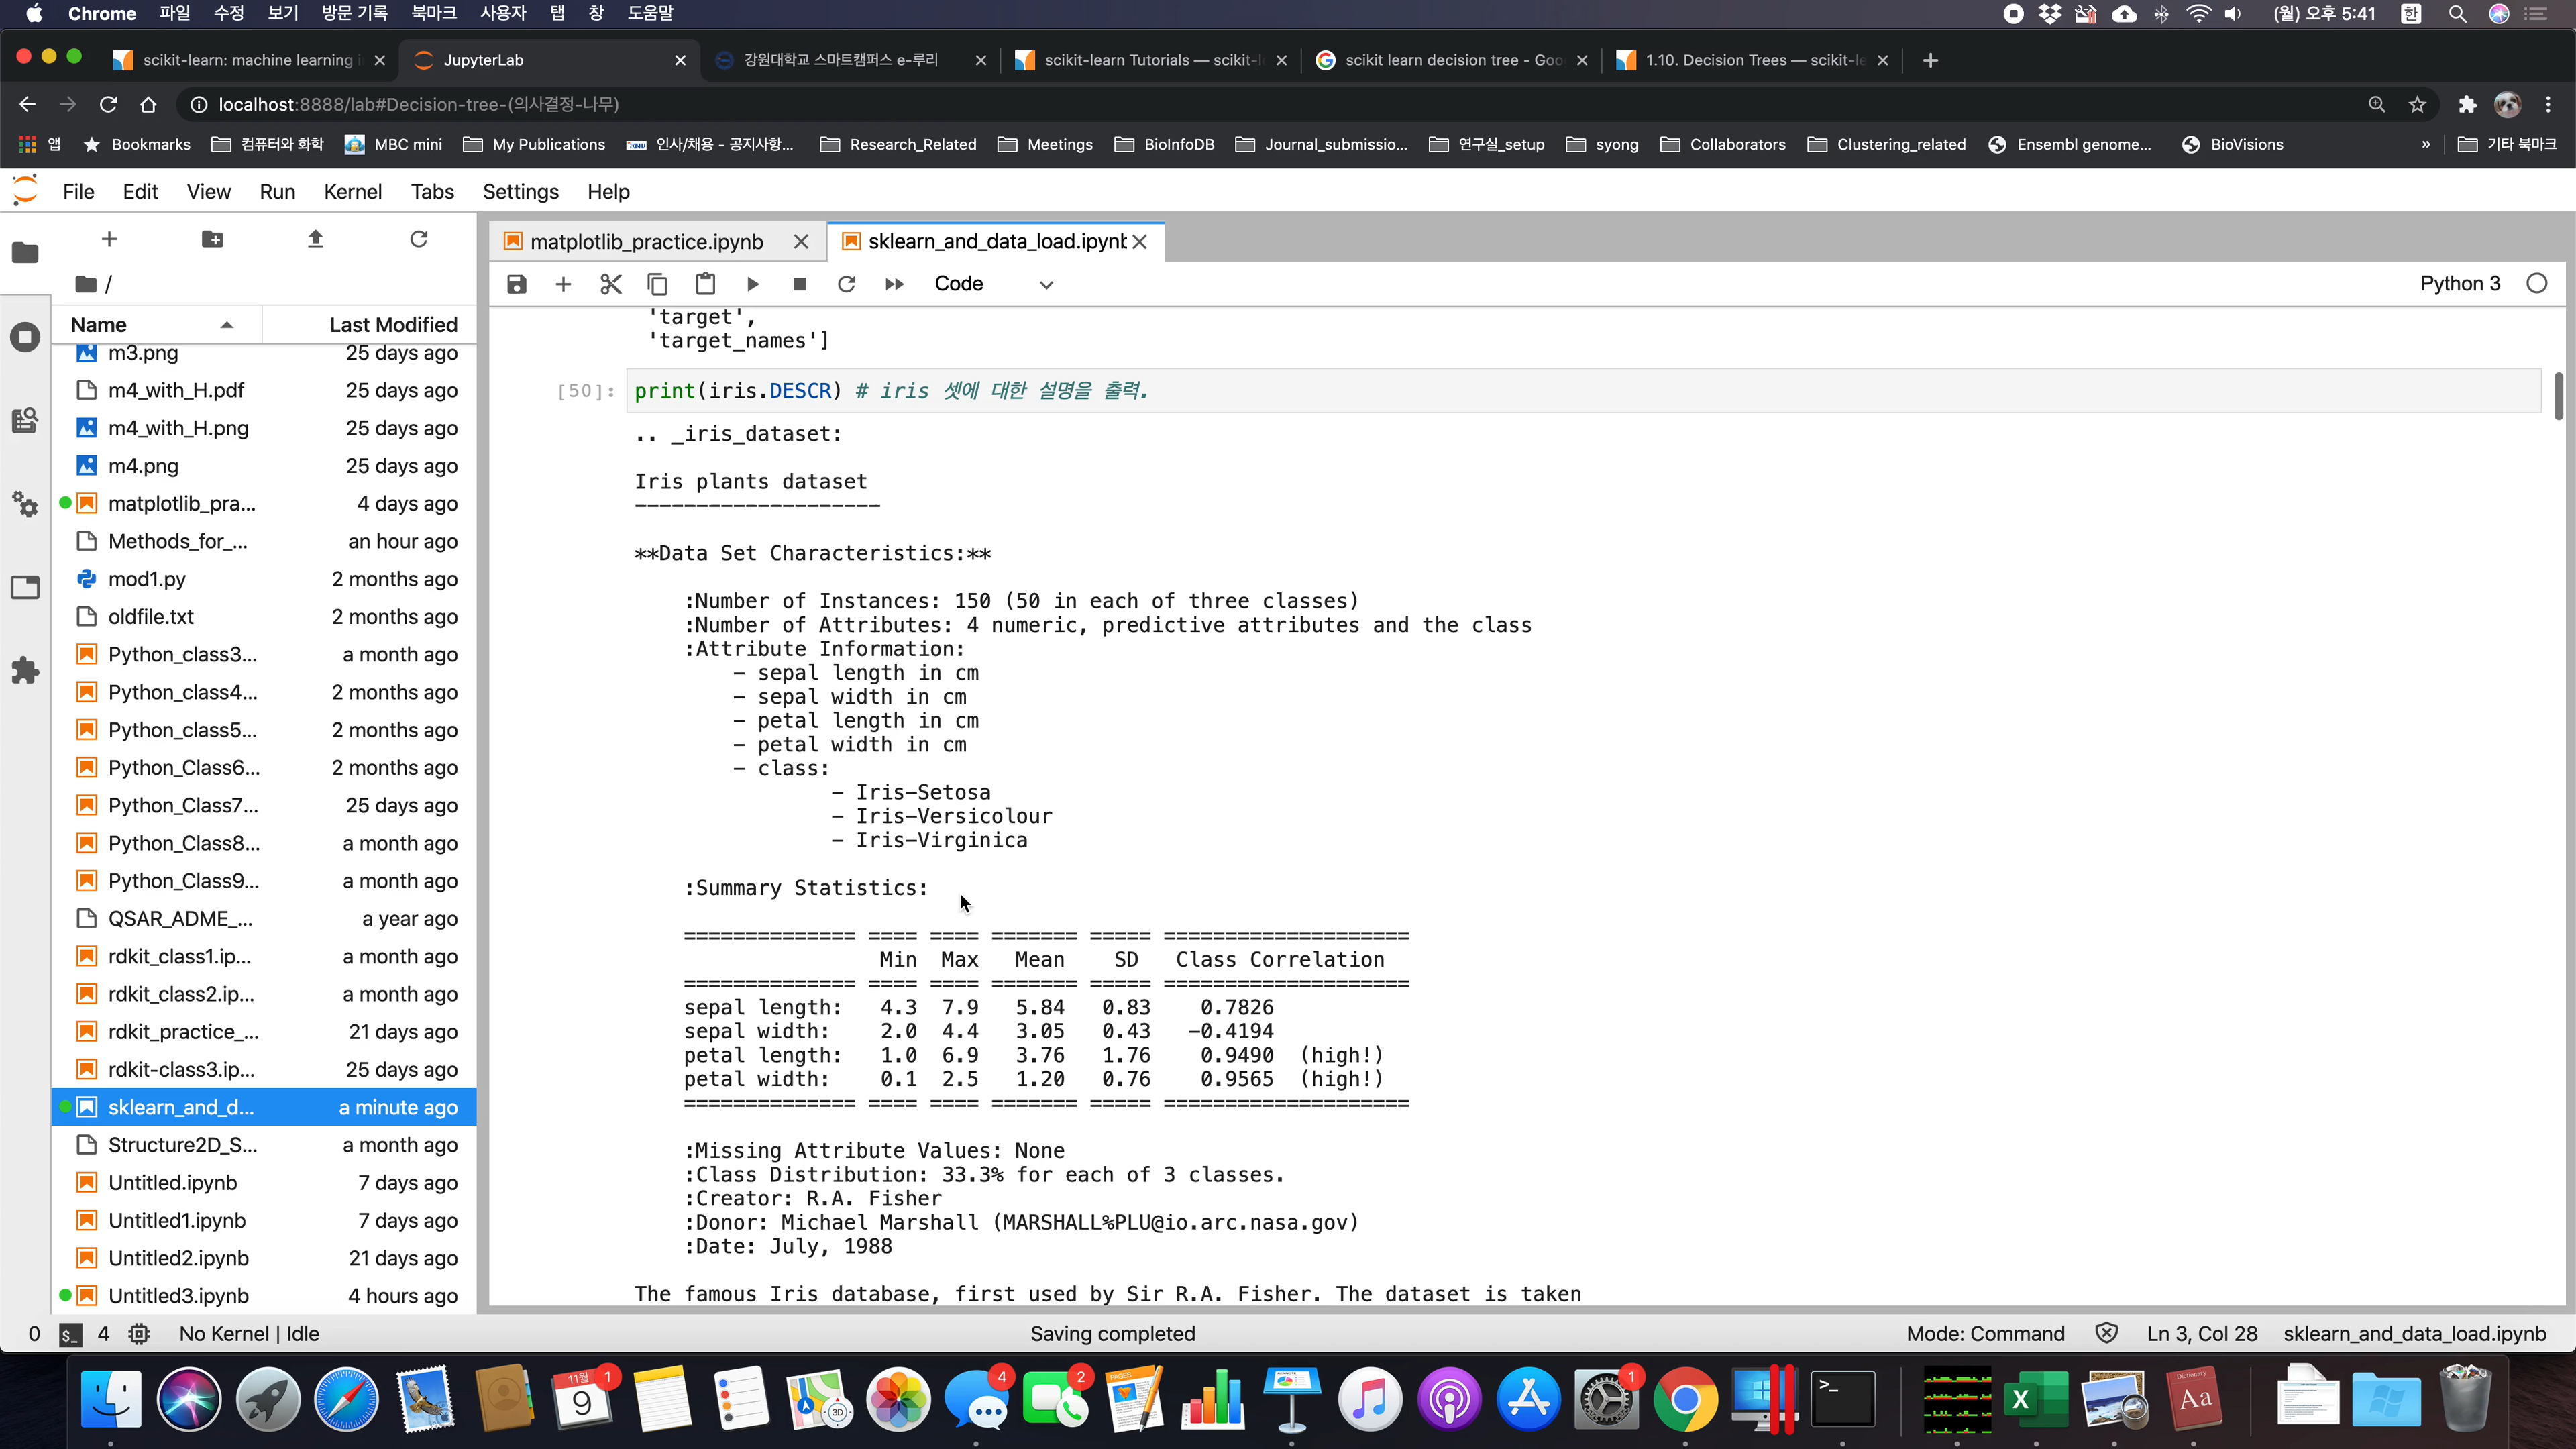 Chrome 파일 수정 보기 방문 기록 북마크 사용자 탭 창 도움말 (월) 오후 5:41 한
scikit-learn: machine learning i JupyterLab 강원대학교 스마트캠퍼스 e-루리 scikit-learn Tutorials — scikit-l scikit learn decision tree - Goo 1.10. Decision Trees — scikit-le
localhost:8888/lab#Decision-tree-(의사결정-나무)
앱 Bookmarks 컴퓨터와 화학 MBC mini My Publications KNU 인사/채용 - 공지사항... Research_Related Meetings BioInfoDB Journal_submissio... 연구실_setup syong Collaborators Clustering_related Ensembl genome... BioVisions » 기타 북마크
File Edit View Run Kernel Tabs Settings Help
matplotlib_practice.ipynb sklearn_and_data_load.ipynb
Code Python 3
/
Name Last Modified
m3.png 25 days ago
m4_with_H.pdf 25 days ago
m4_with_H.png 25 days ago
m4.png 25 days ago
matplotlib_pra... 4 days ago
Methods_for_... an hour ago
mod1.py 2 months ago
oldfile.txt 2 months ago
Python_class3... a month ago
Python_class4... 2 months ago
Python_class5... 2 months ago
Python_Class6... 2 months ago
Python_Class7... 25 days ago
Python_Class8... a month ago
Python_Class9... a month ago
QSAR_ADME_... a year ago
rdkit_class1.ip... a month ago
rdkit_class2.ip... a month ago
rdkit_practice_... 21 days ago
rdkit-class3.ip... 25 days ago
sklearn_and_d... a minute ago
Structure2D_S... a month ago
Untitled.ipynb 7 days ago
Untitled1.ipynb 7 days ago
Untitled2.ipynb 21 days ago
Untitled3.ipynb 4 hours ago
'target',
'target_names']
[50]: print(iris.DESCR) # iris 셋에 대한 설명을 출력.
.. _iris_dataset:
Iris plants dataset
--------------------
**Data Set Characteristics:**
:Number of Instances: 150 (50 in each of three classes)
:Number of Attributes: 4 numeric, predictive attributes and the class
:Attribute Information:
- sepal length in cm
- sepal width in cm
- petal length in cm
- petal width in cm
- class:
- Iris-Setosa
- Iris-Versicolour
- Iris-Virginica
:Summary Statistics:
============== ==== ==== ======= ===== ====================
Min Max Mean SD Class Correlation
============== ==== ==== ======= ===== ====================
sepal length: 4.3 7.9 5.84 0.83 0.7826
sepal width: 2.0 4.4 3.05 0.43 -0.4194
petal length: 1.0 6.9 3.76 1.76 0.9490 (high!)
petal width: 0.1 2.5 1.20 0.76 0.9565 (high!)
============== ==== ==== ======= ===== ====================
:Missing Attribute Values: None
:Class Distribution: 33.3% for each of 3 classes.
:Creator: R.A. Fisher
:Donor: Michael Marshall (MARSHALL%PLU@io.arc.nasa.gov)
:Date: July, 1988
The famous Iris database, first used by Sir R.A. Fisher. The dataset is taken
0 $_ 4 No Kernel | Idle Saving completed Mode: Command Ln 3, Col 28 sklearn_and_data_load.ipynb
11월 9 1 3D 4 2 PAGES 1 >_ X Dictionary Aa